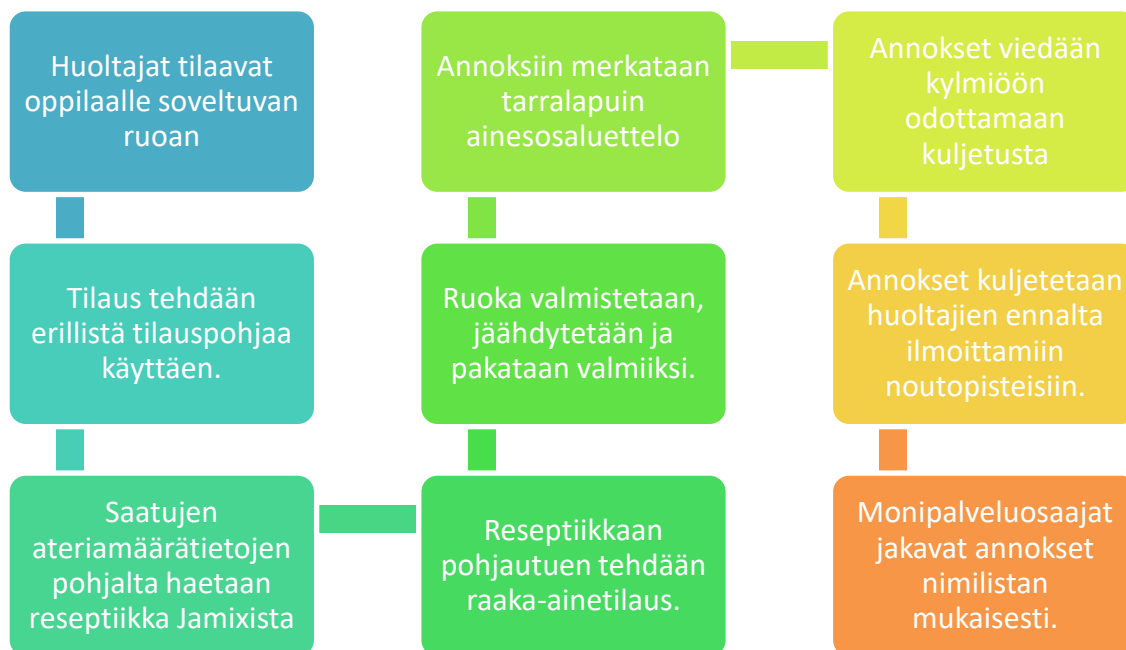 Huoltajat tilaavat
oppilaalle soveltuvan
ruoan
Tilaus tehdään
erillistä tilauspohjaa
käyttäen.
Saatujen
ateriamäärätietojen
pohjalta haetaan
reseptiikka Jamixista
Reseptiikkaan
pohjautuen tehdään
raaka-ainetilaus.
Ruoka valmistetaan,
jäähdytetään ja
pakataan valmiiksi.
Annoksiin merkataan
tarralapuin
ainesosaluettelo
Annokset viedään
kylmiöön
odottamaan
kuljetusta
Annokset kuljetetaan
huoltajien ennalta
ilmoittamiin
noutopisteisiin.
Monipalveluosaajat
jakavat annokset
nimilistan
mukaisesti.